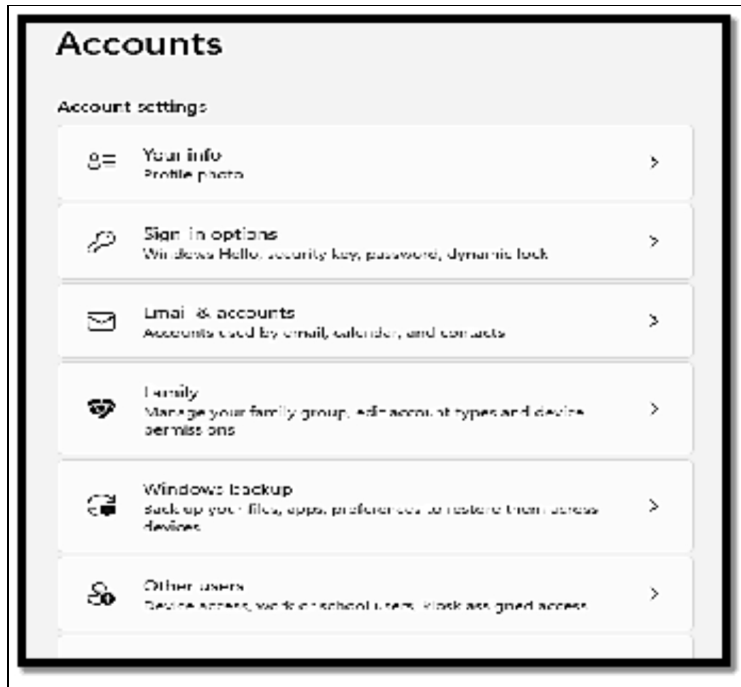 Accounts
Account settings
Your info
Profile photo
Sign-in options
Windows Hello, security key, password, dynamic lock
Email & accounts
Accounts used by email, calendar, and contacts
Family
Manage your family group, edit account types and device
permissions
Windows backup
Back up your files, apps, preferences to restore them across
devices
Other users
Device access, work or school users, kiosk assigned access